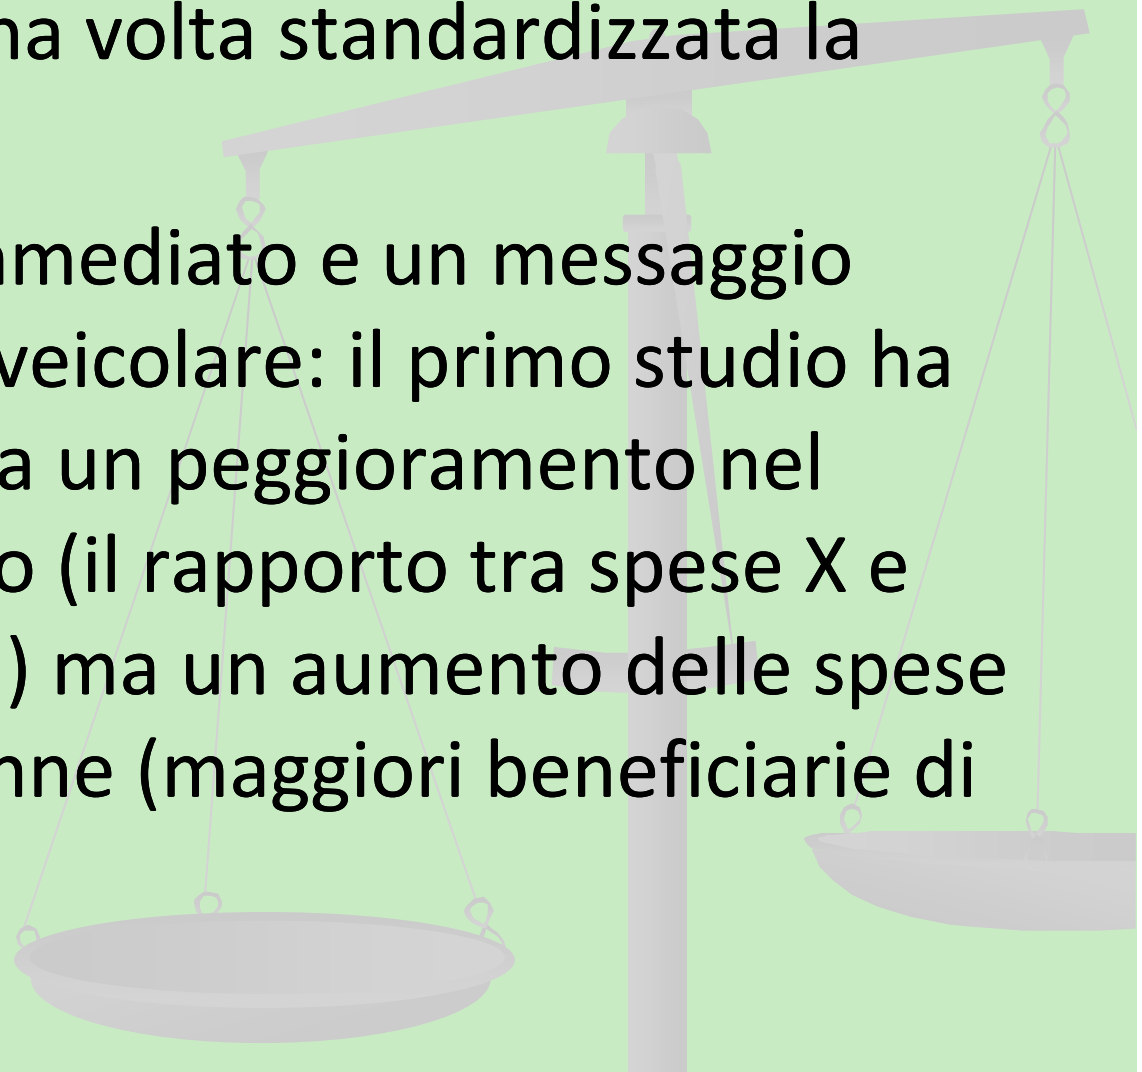 na volta standardizzata la
mmediato e un messaggio
veicolare: il primo studio ha
a un peggioramento nel
o (il rapporto tra spese X e
) ma un aumento delle spese
nne (maggiori beneficiarie di